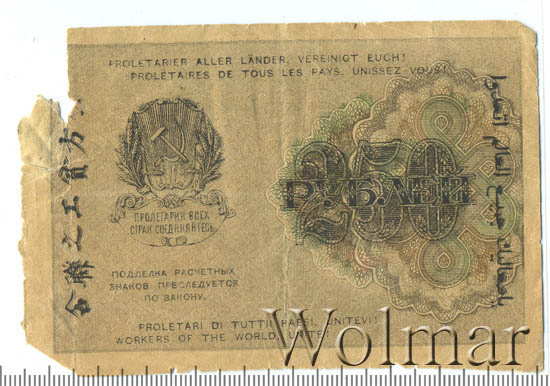 PROLETARIER ALLER LÄNDER, VEREINIGT EUCH!
PROLÉTAIRES DE TOUS LES PAYS, UNISSEZ-VOUS!
ПРОЛЕТАРИИ ВСЕХ
СТРАН, СОЕДИНЯЙТЕСЬ
250
РУБЛЕЙ
ПОДДЕЛКА РАСЧЕТНЫХ
ЗНАКОВ ПРЕСЛЕДУЕТСЯ
ПО ЗАКОНУ.
PROLETARI DI TUTTI PAESI, UNITEVI!
WORKERS OF THE WORLD, UNITE!
Wolmar